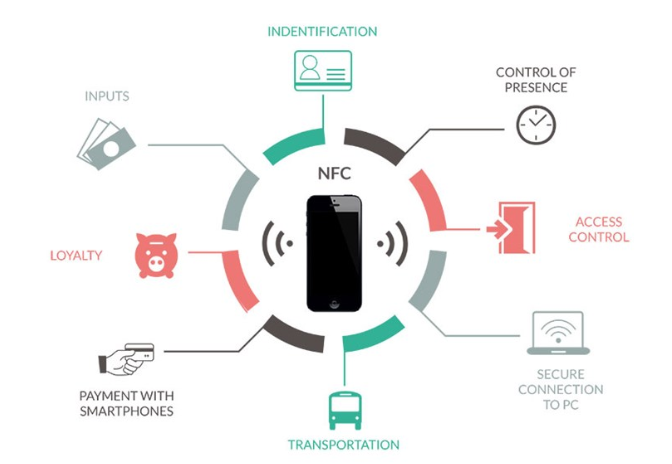 INDENTIFICATION
CONTROL OF
PRESENCE
INPUTS
NFC
ACCESS
CONTROL
LOYALTY
SECURE
CONNECTION
TO PC
PAYMENT WITH
SMARTPHONES
TRANSPORTATION